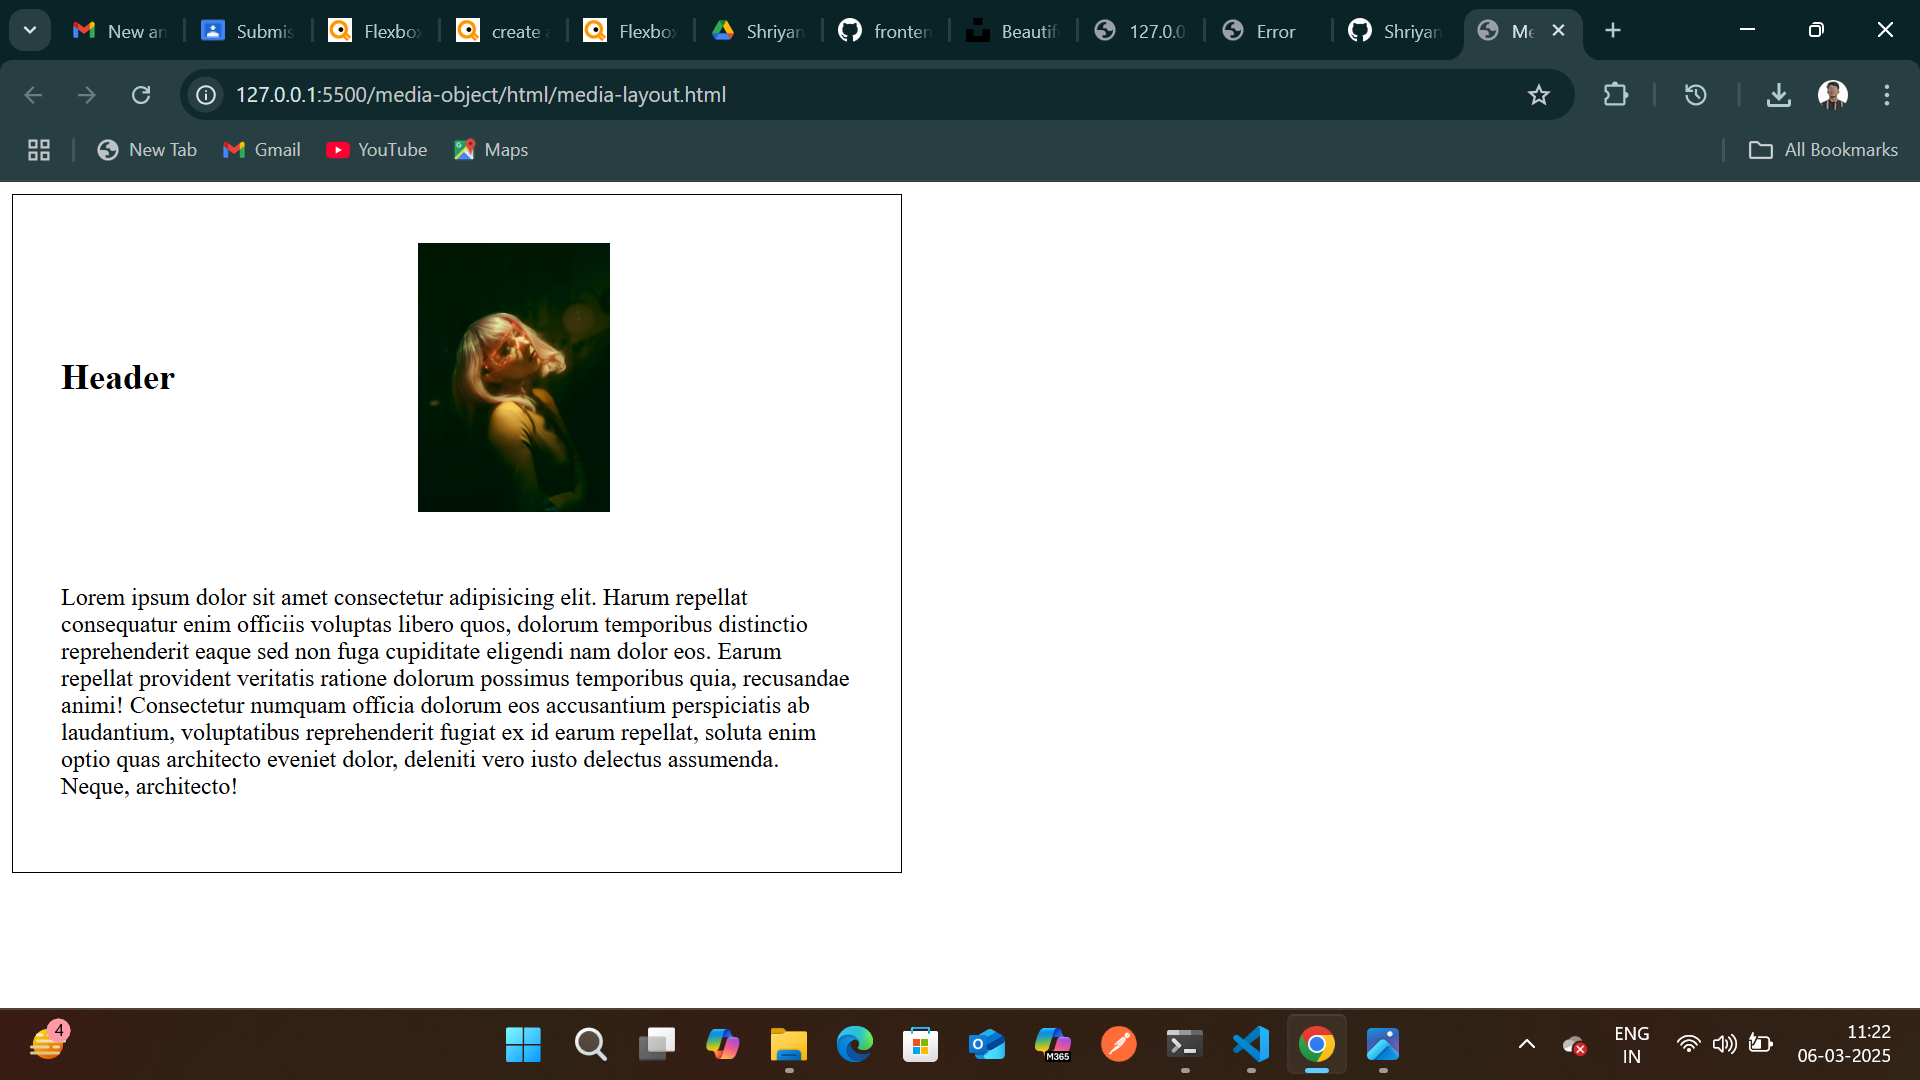 New an
Submis
Flexbox
create a
Flexbox
Shriyan
fronten
Beautif
127.0.0
Error
Shriyan
Me
127.0.0.1:5500/media-object/html/media-layout.html
New Tab
Gmail
YouTube
Maps
All Bookmarks
Header
Lorem ipsum dolor sit amet consectetur adipisicing elit. Harum repellat
consequatur enim officiis voluptas libero quos, dolorum temporibus distinctio
reprehenderit eaque sed non fuga cupiditate eligendi nam dolor eos. Earum
repellat provident veritatis ratione dolorum possimus temporibus quia, recusandae
animi! Consectetur numquam officia dolorum eos accusantium perspiciatis ab
laudantium, voluptatibus reprehenderit fugiat ex id earum repellat, soluta enim
optio quas architecto eveniet dolor, deleniti vero iusto delectus assumenda.
Neque, architecto!
4
M365
ENG
IN
11:22
06-03-2025